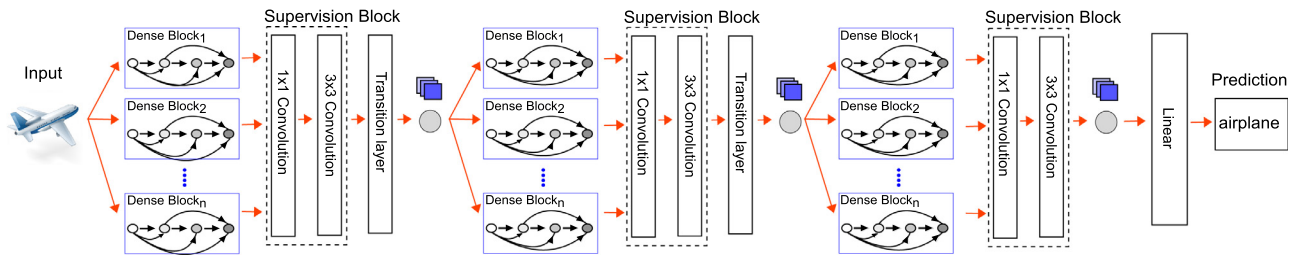 Input
Dense Block1
Dense Block2
Dense Blockn
Supervision Block
1x1 Convolution
3x3 Convolution
Transition layer
Dense Block1
Dense Block2
Dense Blockn
Supervision Block
1x1 Convolution
3x3 Convolution
Transition layer
Dense Block1
Dense Block2
Dense Blockn
Supervision Block
1x1 Convolution
3x3 Convolution
Linear
Prediction
airplane